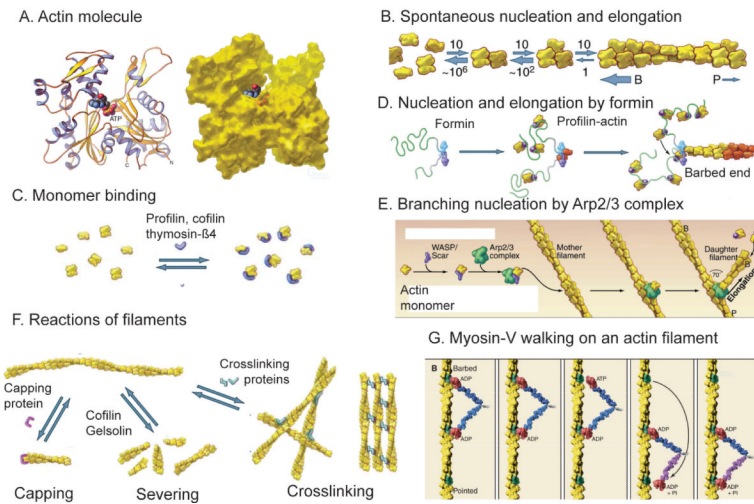 A. Actin molecule
ATP
C
N
B. Spontaneous nucleation and elongation
10
10
10
~10⁶
~10²
1
B
P
C. Monomer binding
Profilin, cofilin
thymosin-ß4
D. Nucleation and elongation by formin
Formin
Profilin-actin
Barbed end
E. Branching nucleation by Arp2/3 complex
WASP/
Scar
Arp2/3
complex
Mother
filament
B
Daughter
filament
B
70°
Elongation
P
Actin
monomer
F. Reactions of filaments
Capping
protein
Cofilin
Gelsolin
Crosslinking
proteins
Capping
Severing
Crosslinking
G. Myosin-V walking on an actin filament
B
Barbed
ADP
ADP
Pointed
ADP
ADP
ATP
ADP
ADP
ADP
+ Pi
ADP
ADP
+ Pi